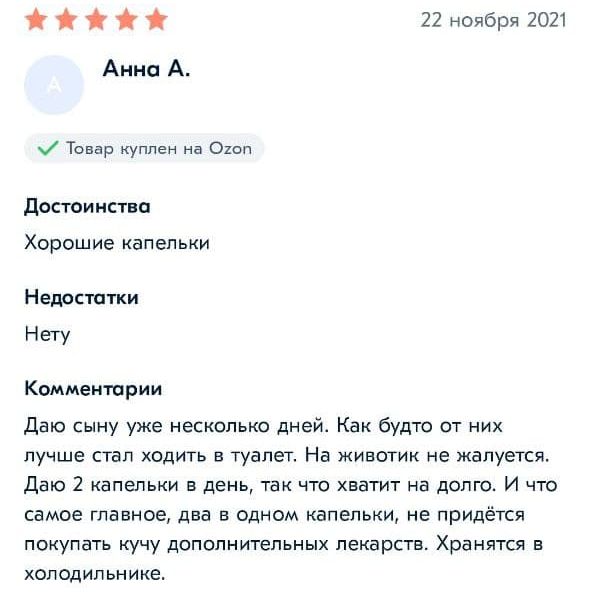 22 ноября 2021
А
Анна А.
Товар куплен на Ozon
Достоинства
Хорошие капельки
Недостатки
Нету
Комментарии
Даю сыну уже несколько дней. Как будто от них
лучше стал ходить в туалет. На животик не жалуется.
Даю 2 капельки в день, так что хватит на долго. И что
самое главное, два в одном капельки, не придётся
покупать кучу дополнительных лекарств. Хранятся в
холодильнике.